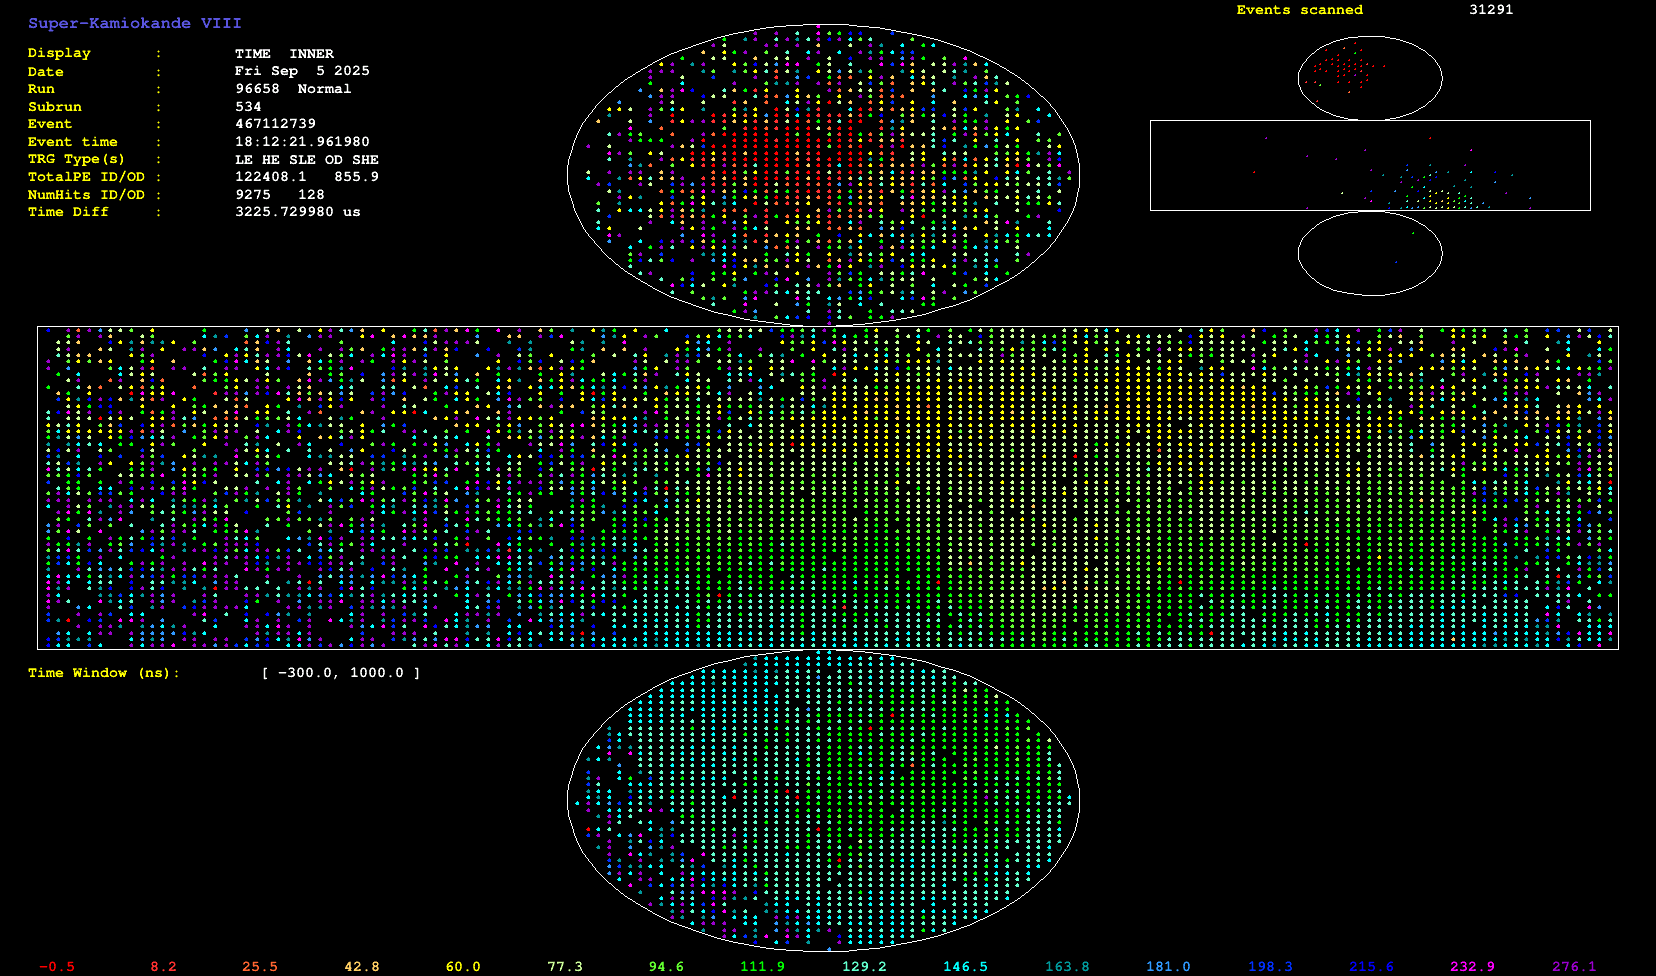 Super-Kamiokande VIII
Events scanned 31291
Display : TIME INNER
Date : Fri Sep 5 2025
Run : 96658 Normal
Subrun : 534
Event : 467112739
Event time : 18:12:21.961980
TRG Type(s) : LE HE SLE OD SHE
TotalPE ID/OD : 122408.1 855.9
NumHits ID/OD : 9275 128
Time Diff : 3225.729980 us
Time Window (ns): [ -300.0, 1000.0 ]
-0.5 8.2 25.5 42.8 60.0 77.3 94.6 111.9 129.2 146.5 163.8 181.0 198.3 215.6 232.9 276.1